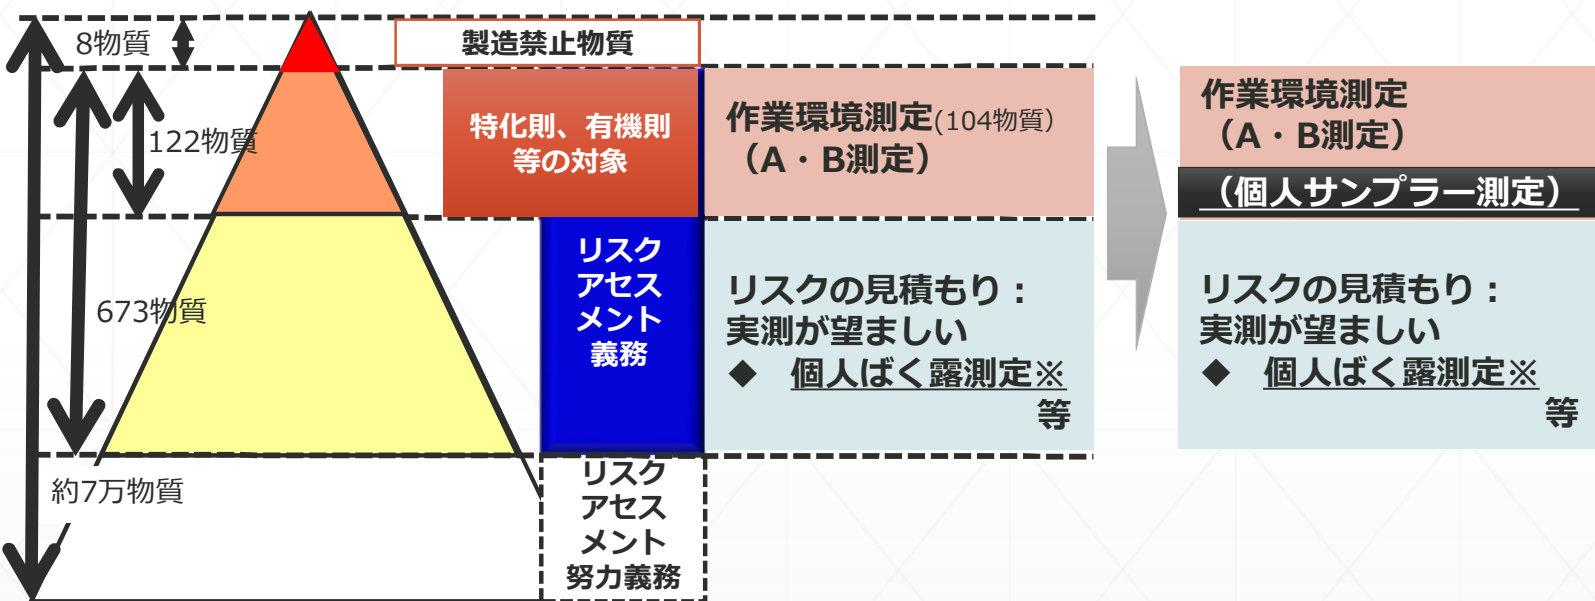 8物質
製造禁止物質
122物質
特化則、有機則
等の対象
作業環境測定(104物質)
（A・B測定）
673物質
リスク
アセス
メント
義務
リスクの見積もり：
実測が望ましい
◆ 個人ばく露測定※
等
約7万物質
リスク
アセス
メント
努力義務
作業環境測定
（A・B測定）
（個人サンプラー測定）
リスクの見積もり：
実測が望ましい
◆ 個人ばく露測定※
等